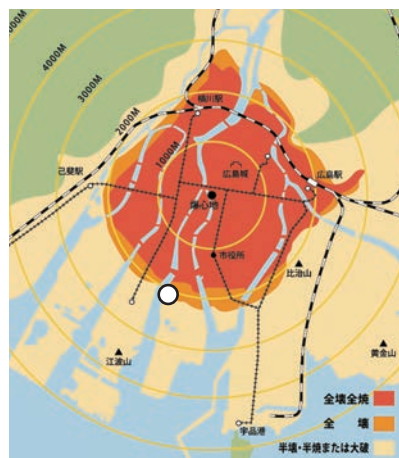 5000M
4000M
3000M
2000M
1000M
横川駅
広島城
広島駅
己斐駅
爆心地
市役所
比治山
江波山
黄金山
宇品港
全壊全焼
全 壊
半壊・半焼または大破